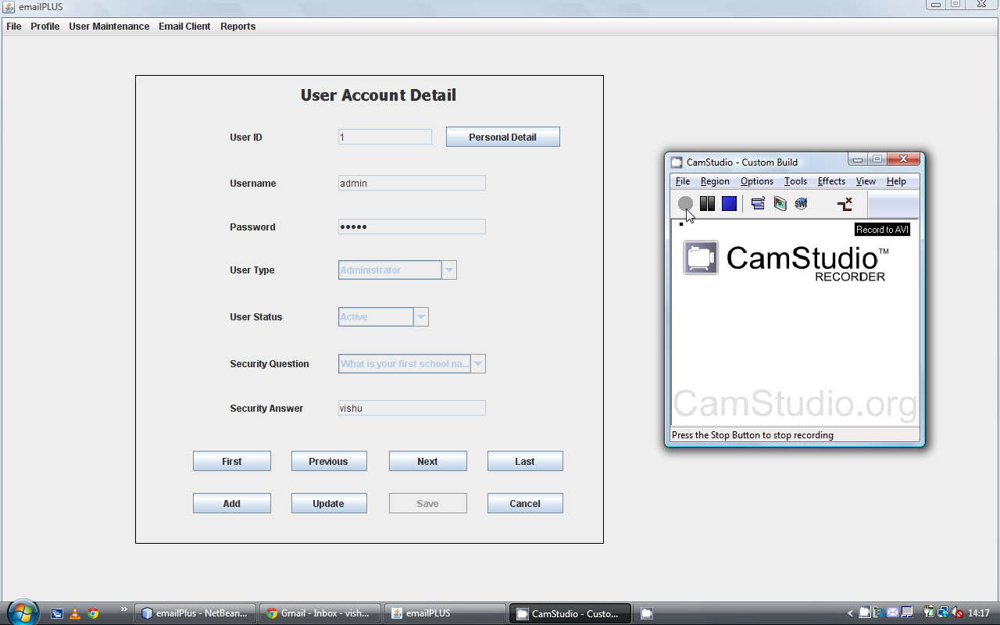 emailPLUS
File Profile User Maintenance Email Client Reports
User Account Detail
User ID 1 Personal Detail
Username admin
Password •••••
User Type Administrator
User Status Active
Security Question What is your first school na...
Security Answer vishu
First Previous Next Last
Add Update Save Cancel
CamStudio - Custom Build
File Region Options Tools Effects View Help
SWf
Record to AVI
CamStudio™
RECORDER
CamStudio.org
Press the Stop Button to stop recording
emailPlus - NetBean... Gmail - Inbox - vish... emailPLUS CamStudio - Custo... 14:17